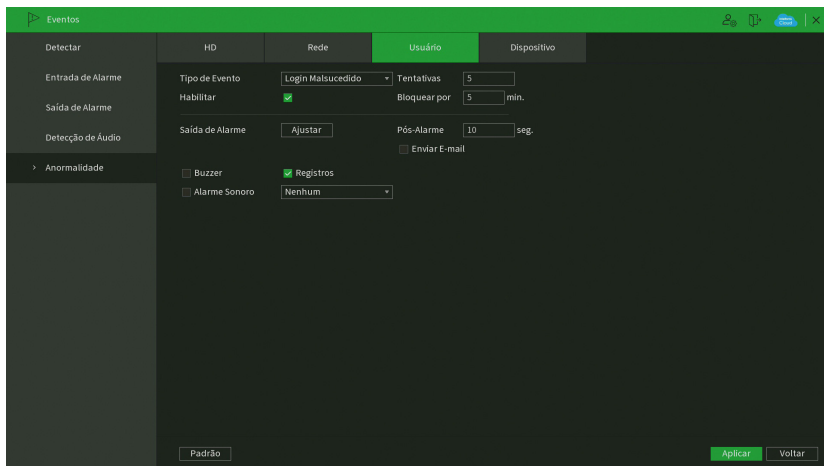 Eventos
Detectar
HD
Rede
Usuário
Dispositivo
Entrada de Alarme
Tipo de Evento
Login Malsucedido
Tentativas
5
Habilitar
Bloquear por
5
min.
Saída de Alarme
Saída de Alarme
Ajustar
Pós-Alarme
10
seg.
Detecção de Áudio
Enviar E-mail
Anormalidade
Buzzer
Registros
Alarme Sonoro
Nenhum
Padrão
Aplicar
Voltar